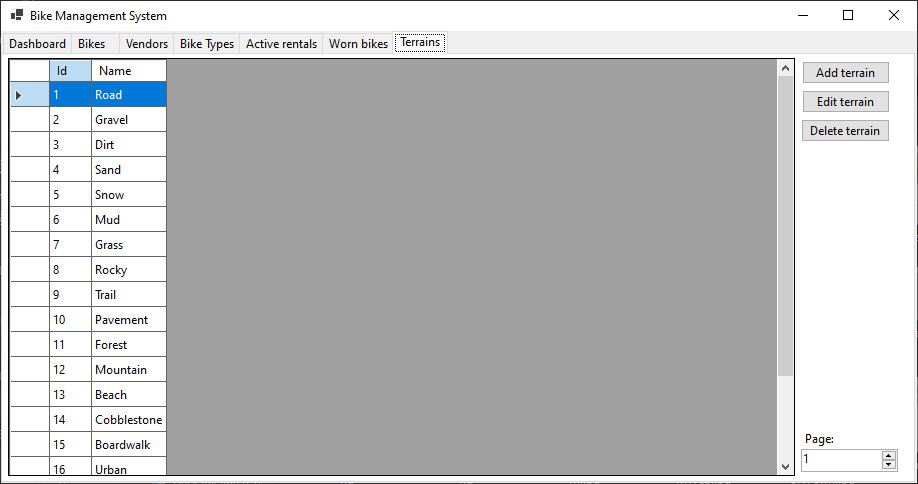 Bike Management System
Dashboard Bikes Vendors Bike Types Active rentals Worn bikes Terrains
Id Name
1 Road
2 Gravel
3 Dirt
4 Sand
5 Snow
6 Mud
7 Grass
8 Rocky
9 Trail
10 Pavement
11 Forest
12 Mountain
13 Beach
14 Cobblestone
15 Boardwalk
16 Urban
Add terrain
Edit terrain
Delete terrain
Page:
1